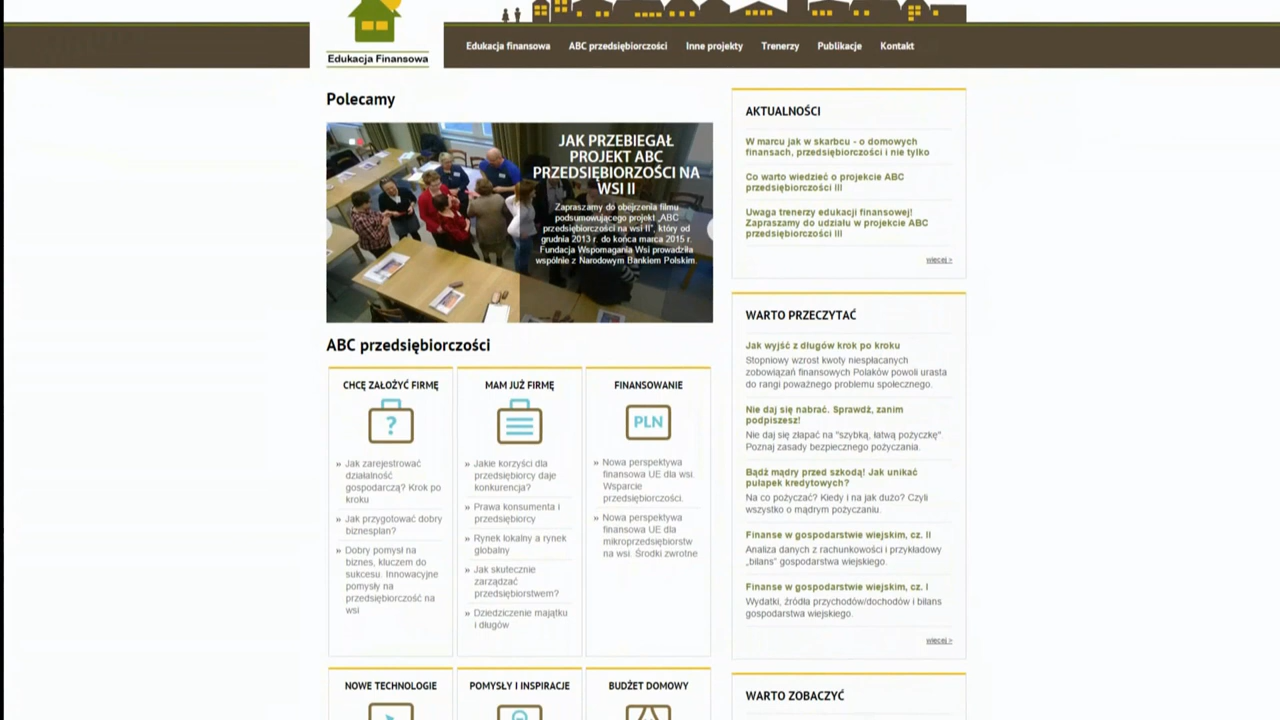 Edukacja Finansowa
Edukacja finansowa
ABC przedsiębiorczości
Inne projekty
Trenerzy
Publikacje
Kontakt
Polecamy
JAK PRZEBIEGAŁ
PROJEKT ABC
PRZEDSIĘBIORZOŚCI NA
WSI II
Zapraszamy do obejrzenia filmu
podsumowującego projekt „ABC
przedsiębiorczości na wsi II”, który od
grudnia 2013 r. do końca marca 2015 r.
Fundacja Wspomagania Wsi prowadziła
wspólnie z Narodowym Bankiem Polskim.
ABC przedsiębiorczości
CHCĘ ZAŁOŻYĆ FIRMĘ
?
» Jak zarejestrować
działalność
gospodarczą? Krok po
kroku
» Jak przygotować dobry
biznesplan?
» Dobry pomysł na
biznes, kluczem do
sukcesu. Innowacyjne
pomysły na
przedsiębiorczość na
wsi
MAM JUŻ FIRMĘ
» Jakie korzyści dla
przedsiębiorcy daje
konkurencja?
» Prawa konsumenta i
przedsiębiorcy
» Rynek lokalny a rynek
globalny
» Jak skutecznie
zarządzać
przedsiębiorstwem?
» Dziedziczenie majątku
i długów
FINANSOWANIE
PLN
» Nowa perspektywa
finansowa UE dla wsi.
Wsparcie
przedsiębiorczości.
» Nowa perspektywa
finansowa UE dla
mikroprzedsiębiorstw
na wsi. Środki zwrotne
NOWE TECHNOLOGIE
POMYSŁY I INSPIRACJE
BUDŻET DOMOWY
AKTUALNOŚCI
W marcu jak w skarbcu - o domowych
finansach, przedsiębiorczości i nie tylko
Co warto wiedzieć o projekcie ABC
przedsiębiorczości III
Uwaga trenerzy edukacji finansowej!
Zapraszamy do udziału w projekcie ABC
przedsiębiorczości III
więcej >
WARTO PRZECZYTAĆ
Jak wyjść z długów krok po kroku
Stopniowy wzrost kwoty niespłacanych
zobowiązań finansowych Polaków powoli urasta
do rangi poważnego problemu społecznego.
Nie daj się nabrać. Sprawdź, zanim
podpiszesz!
Nie daj się złapać na "szybką, łatwą pożyczkę"
Poznaj zasady bezpiecznego pożyczania.
Bądź mądry przed szkodą! Jak unikać
pułapek kredytowych?
Na co pożyczać? Kiedy i na jak dużo? Czyli
wszystko o mądrym pożyczaniu.
Finanse w gospodarstwie wiejskim, cz. II
Analiza danych z rachunkowości i przykładowy
„bilans” gospodarstwa wiejskiego.
Finanse w gospodarstwie wiejskim, cz. I
Wydatki, źródła przychodów/dochodów i bilans
gospodarstwa wiejskiego.
więcej >
WARTO ZOBACZYĆ